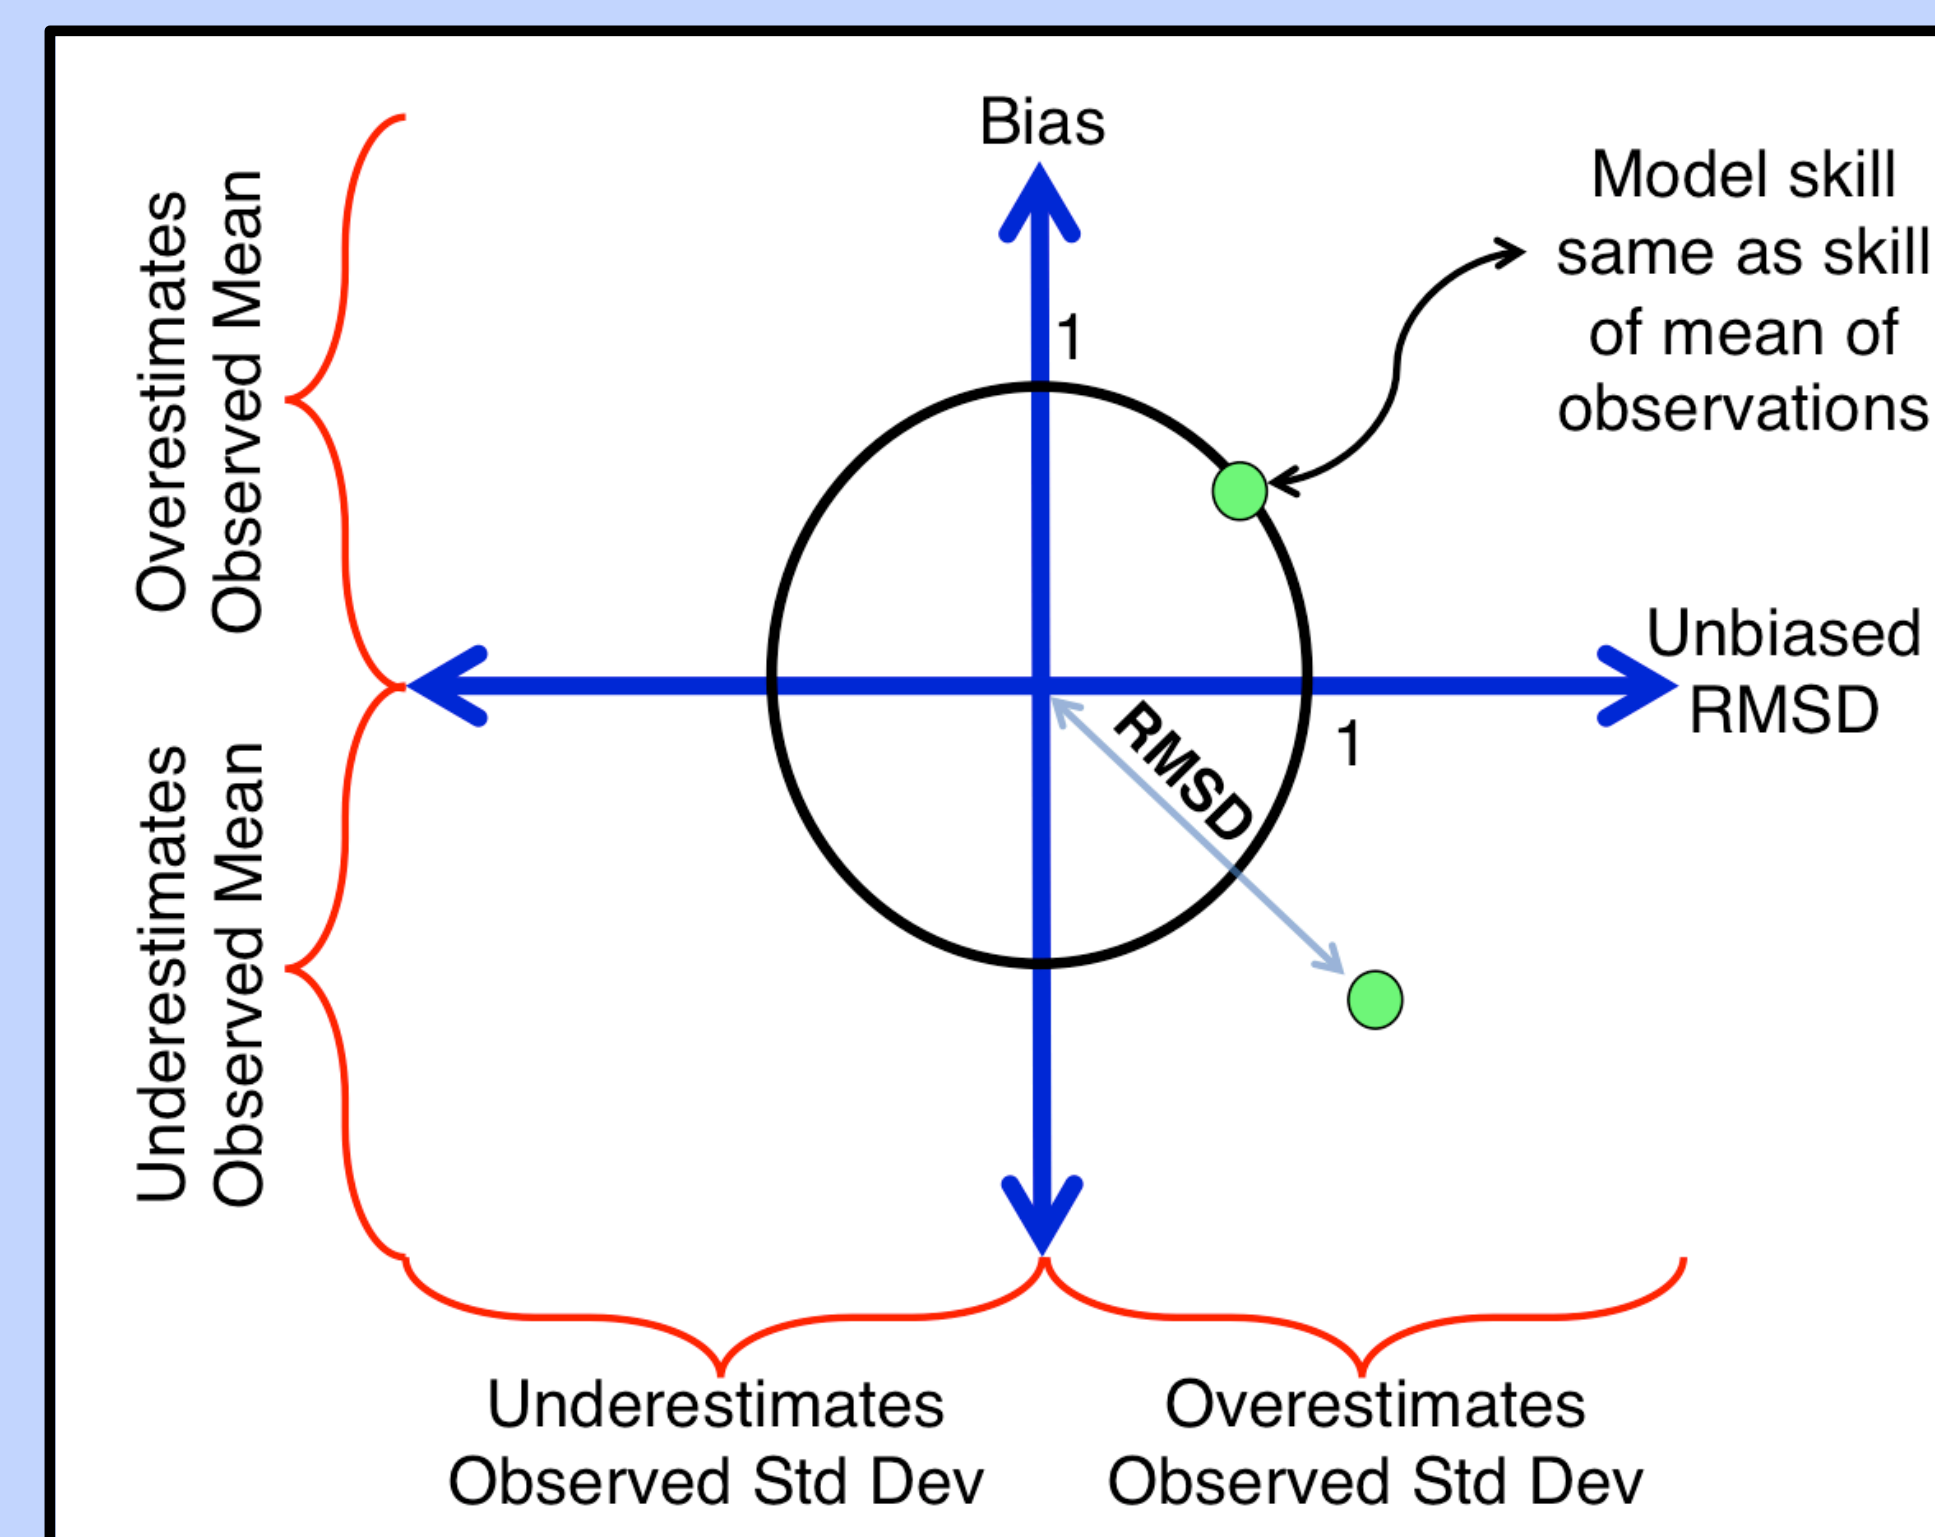 Bias
Model skill
same as skill
of mean of
observations
1
Overestimates
Observed Mean
Unbiased
RMSD
1
RMSD
Underestimates
Observed Mean
Underestimates
Observed Std Dev
Overestimates
Observed Std Dev